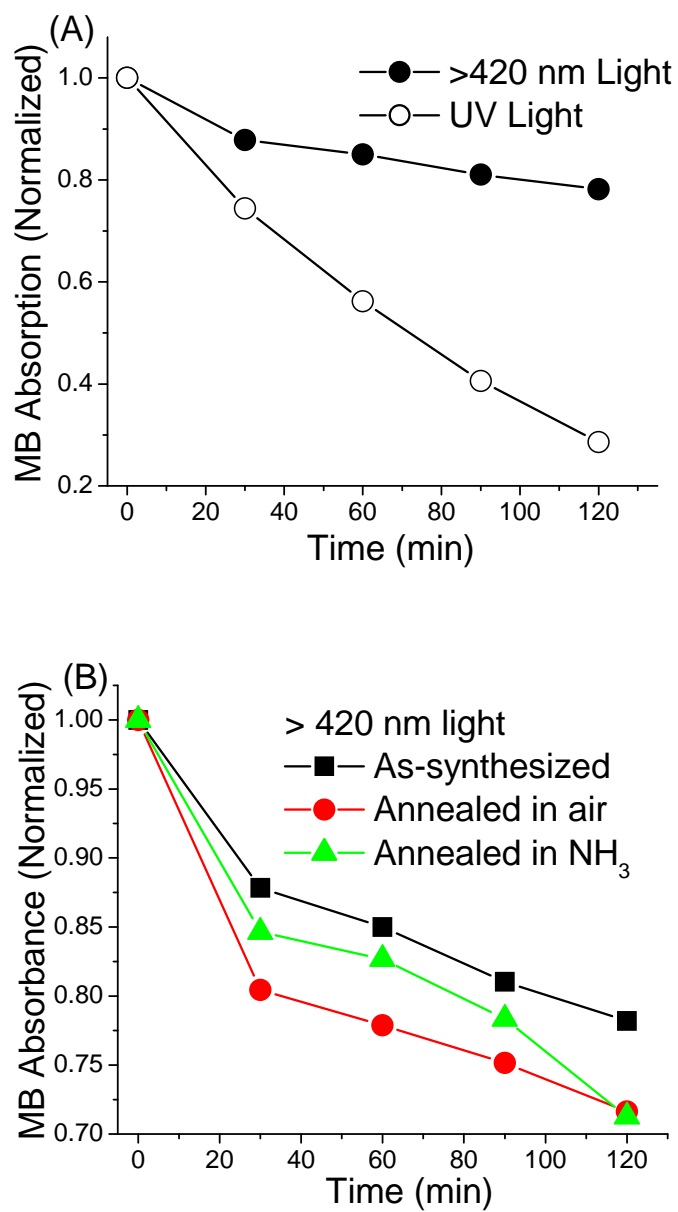 (A)
>420 nm Light
UV Light
MB Absorption (Normalized)
1.0
0.8
0.6
0.4
0.2
0 20 40 60 80 100 120
Time (min)
(B)
> 420 nm light
As-synthesized
Annealed in air
Annealed in NH₃
MB Absorbance (Normalized)
1.00
0.95
0.90
0.85
0.80
0.75
0.70
0 20 40 60 80 100 120
Time (min)